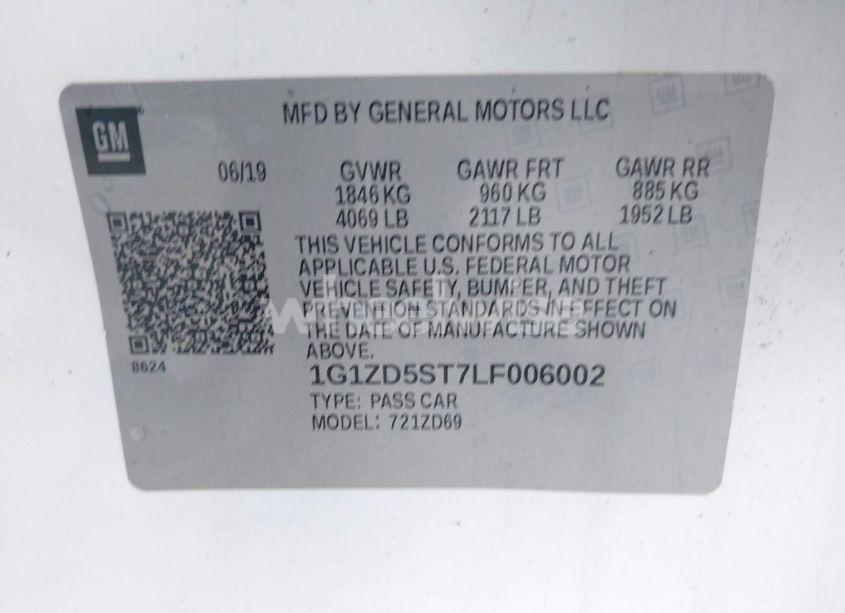 MFD BY GENERAL MOTORS LLC
GM
06/19 GVWR GAWR FRT GAWR RR
1846 KG 960 KG 885 KG
4069 LB 2117 LB 1952 LB
THIS VEHICLE CONFORMS TO ALL
APPLICABLE U.S. FEDERAL MOTOR
VEHICLE SAFETY, BUMPER, AND THEFT
PREVENTION STANDARDS IN EFFECT ON
THE DATE OF MANUFACTURE SHOWN
ABOVE.
8624
1G1ZD5ST7LF006002
TYPE: PASS CAR
MODEL: 721ZD69